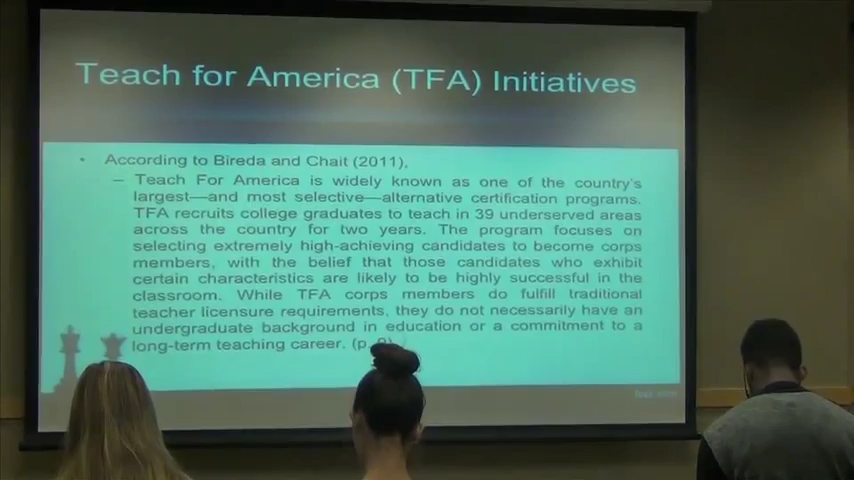 Teach for America (TFA) Initiatives
• According to Bireda and Chait (2011),
– Teach For America is widely known as one of the country's
largest—and most selective—alternative certification programs.
TFA recruits college graduates to teach in 39 underserved areas
across the country for two years. The program focuses on
selecting extremely high-achieving candidates to become corps
members, with the belief that those candidates who exhibit
certain characteristics are likely to be highly successful in the
classroom. While TFA corps members do fulfill traditional
teacher licensure requirements, they do not necessarily have an
undergraduate background in education or a commitment to a
long-term teaching career. (p.